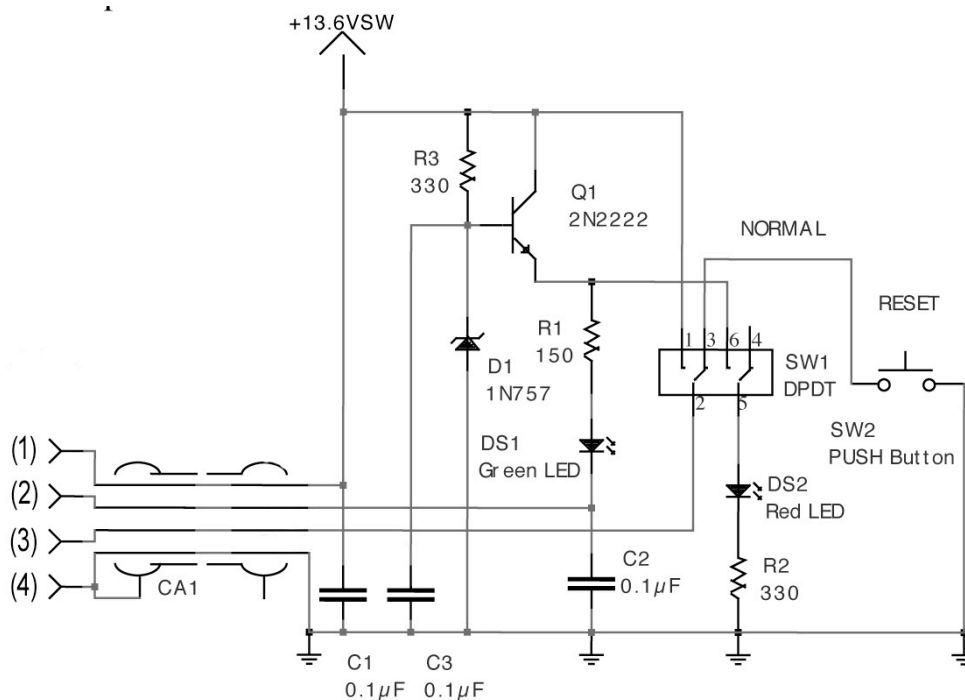 +13.6VSW
R3
330
Q1
2N2222
NORMAL
RESET
R1
150
1 3 6 4
SW1
DPDT
D1
1N757
2 5
SW2
PUSH Button
(1)
DS1
Green LED
(2)
DS2
Red LED
(3)
C2
0.1µF
R2
330
(4)
CA1
C1
0.1µF
C3
0.1µF